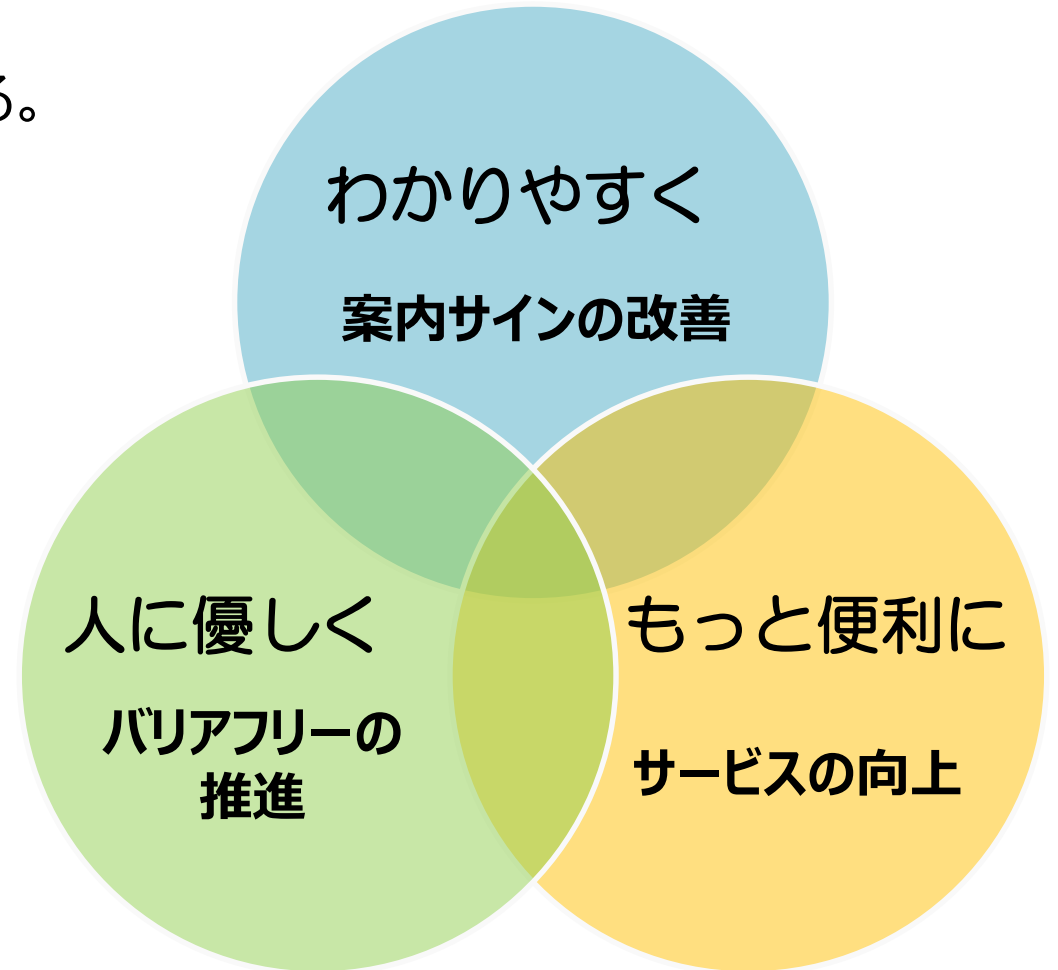 る。
わかりやすく
案内サインの改善
人に優しく
バリアフリーの
推進
もっと便利に
サービスの向上